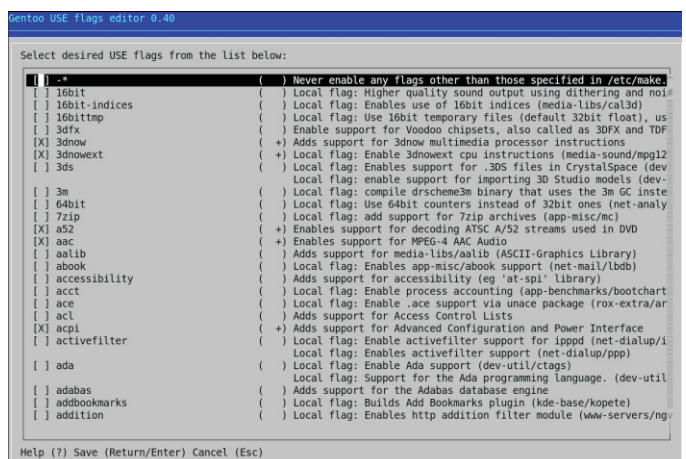 Gentoo USE flags editor 0.40
Select desired USE flags from the list below:
[ ] -* ( ) Never enable any flags other than those specified in /etc/make.
[ ] 16bit ( ) Local flag: Higher quality sound output using dithering and noi
[ ] 16bit-indices ( ) Local flag: Enables use of 16bit indices (media-libs/cal3d)
[ ] 16bittmp ( ) Local flag: Use 16bit temporary files (default 32bit float), us
[ ] 3dfx ( ) Enable support for Voodoo chipsets, also called as 3DFX and TDF
[X] 3dnow ( +) Adds support for 3dnow multimedia processor instructions
[X] 3dnowext ( +) Local flag: Enable 3dnowext cpu instructions (media-sound/mpg12
[ ] 3ds ( ) Local flag: Enables support for .3DS files in CrystalSpace (dev
Local flag: enable support for importing 3D Studio models (dev-
[ ] 3m ( ) Local flag: compile drscheme3m binary that uses the 3m GC inste
[ ] 64bit ( ) Local flag: Use 64bit counters instead of 32bit ones (net-analy
[ ] 7zip ( ) Local flag: add support for 7zip archives (app-misc/mc)
[X] a52 ( +) Enables support for decoding ATSC A/52 streams used in DVD
[X] aac ( +) Enables support for MPEG-4 AAC Audio
[ ] aalib ( ) Adds support for media-libs/aalib (ASCII-Graphics Library)
[ ] abook ( ) Local flag: Enables app-misc/abook support (net-mail/lbdb)
[ ] accessibility ( ) Adds support for accessibility (eg 'at-spi' library)
[ ] acct ( ) Local flag: Enable process accounting (app-benchmarks/bootchart
[ ] ace ( ) Local flag: Enable .ace support via unace package (rox-extra/ar
[ ] acl ( ) Adds support for Access Control Lists
[X] acpi ( +) Adds support for Advanced Configuration and Power Interface
[ ] activefilter ( ) Local flag: Enable activefilter support for ipppd (net-dialup/i
Local flag: Enables activefilter support (net-dialup/ppp)
[ ] ada ( ) Local flag: Enable Ada support (dev-util/ctags)
Local flag: Support for the Ada programming language. (dev-util
[ ] adabas ( ) Adds support for the Adabas database engine
[ ] addbookmarks ( ) Local flag: Builds Add Bookmarks plugin (kde-base/kopete)
[ ] addition ( ) Local flag: Enables http addition filter module (www-servers/ng
Help (?) Save (Return/Enter) Cancel (Esc)